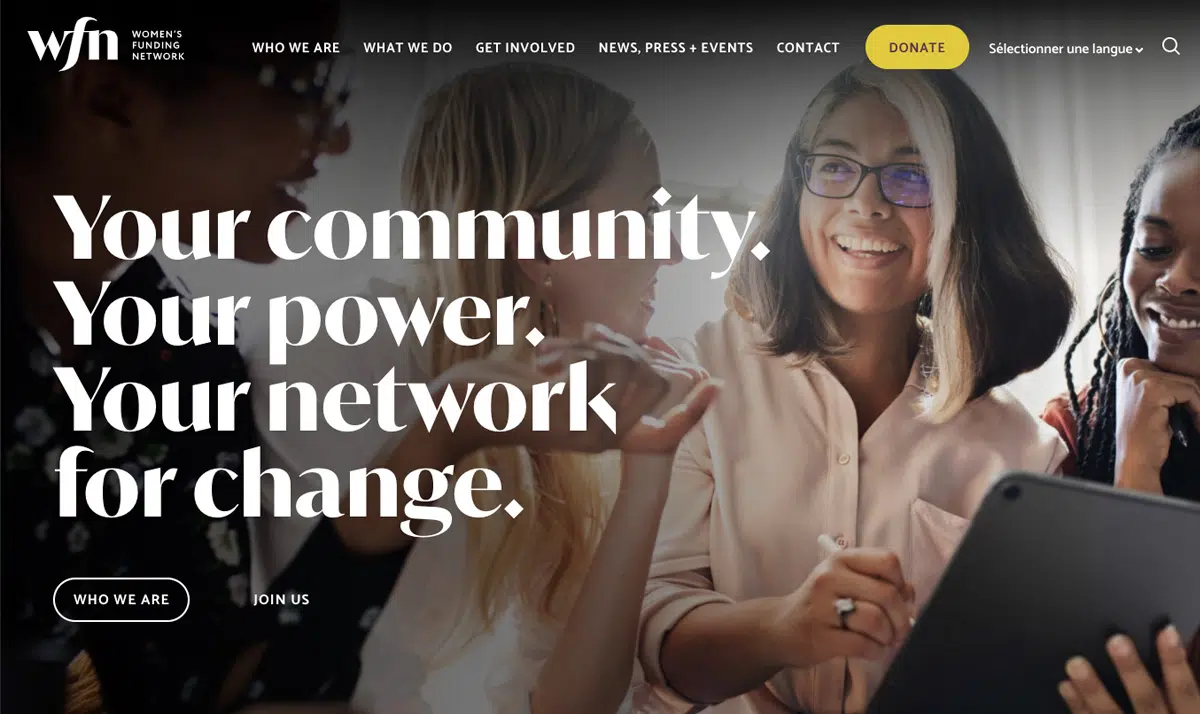 wfn
WOMEN'S
FUNDING
NETWORK
WHO WE ARE
WHAT WE DO
GET INVOLVED
NEWS, PRESS + EVENTS
CONTACT
DONATE
Sélectionner une langue
Your community.
Your power.
Your network
for change.
WHO WE ARE
JOIN US